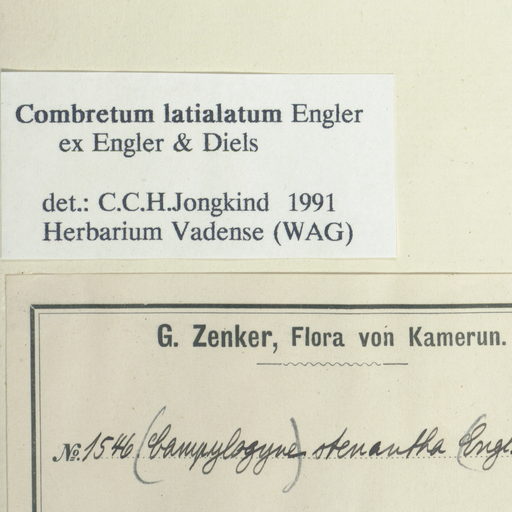 Combretum latialatum Engler
ex Engler & Diels
det.: C.C.H.Jongkind 1991
Herbarium Vadense (WAG)
G. Zenker, Flora von Kamerun.
No. 1546 (Campylogyne) stenantha (Engl.